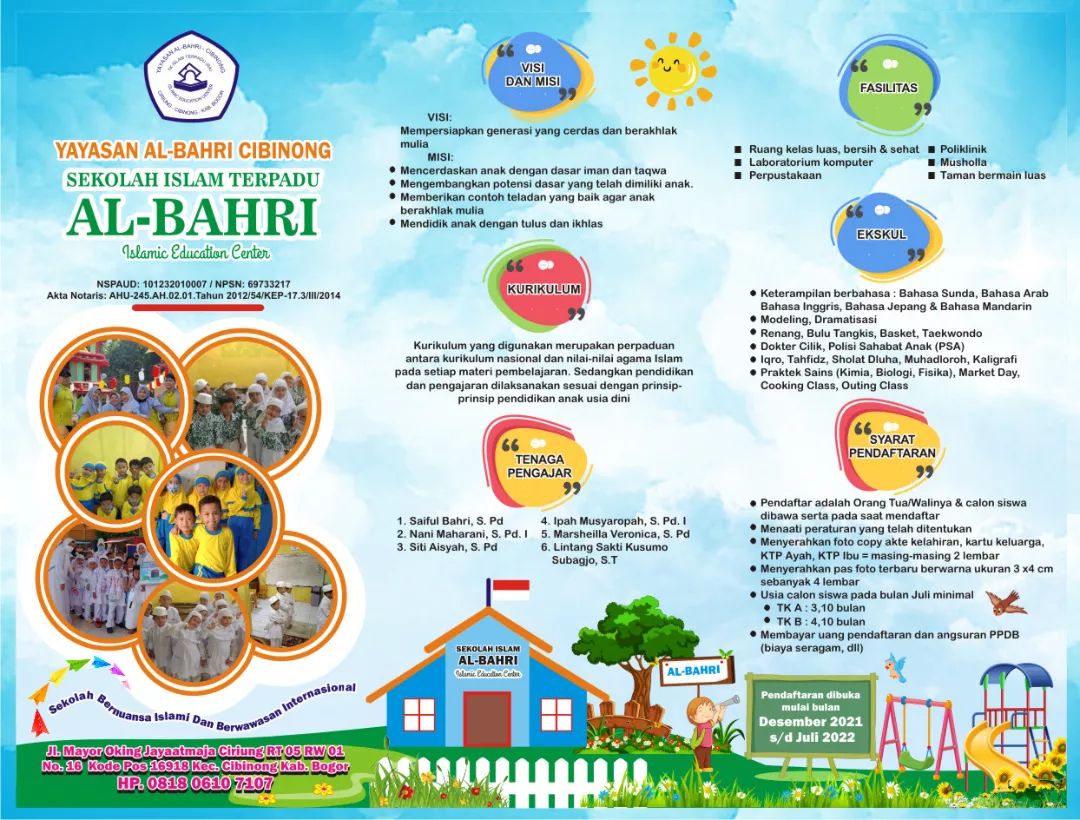 YAYASAN AL-BAHRI - CIBINONG
TK ISLAM TERPADU
ISLAMIC EDUCATION CENTER
CIRIUNG - CIBINONG - KAB. BOGOR
YAYASAN AL-BAHRI CIBINONG
SEKOLAH ISLAM TERPADU
AL-BAHRI
Islamic Education Center
NSPAUD: 101232010007 / NPSN: 69733217
Akta Notaris: AHU-245.AH.02.01.Tahun 2012/54/KEP-17.3/III/2014
Sekolah Bernuansa Islami Dan Berwawasan Internasional
Jl. Mayor Oking Jayaatmaja Ciriung RT 05 RW 01
No. 16 Kode Pos 16918 Kec. Cibinong Kab. Bogor
HP. 0818 0610 7107
VISI
DAN MISI
VISI:
Mempersiapkan generasi yang cerdas dan berakhlak
mulia
MISI:
● Mencerdaskan anak dengan dasar iman dan taqwa
● Mengembangkan potensi dasar yang telah dimiliki anak.
● Memberikan contoh teladan yang baik agar anak
berakhlak mulia
● Mendidik anak dengan tulus dan ikhlas
KURIKULUM
Kurikulum yang digunakan merupakan perpaduan
antara kurikulum nasional dan nilai-nilai agama Islam
pada setiap materi pembelajaran. Sedangkan pendidikan
dan pengajaran dilaksanakan sesuai dengan prinsip-
prinsip pendidikan anak usia dini
TENAGA
PENGAJAR
1. Saiful Bahri, S. Pd
2. Nani Maharani, S. Pd. I
3. Siti Aisyah, S. Pd
4. Ipah Musyaropah, S. Pd. I
5. Marsheilla Veronica, S. Pd
6. Lintang Sakti Kusumo
Subagjo, S.T
SEKOLAH ISLAM
AL-BAHRI
Islamic Education Center
AL-BAHRI
FASILITAS
■ Ruang kelas luas, bersih & sehat
■ Laboratorium komputer
■ Perpustakaan
■ Poliklinik
■ Musholla
■ Taman bermain luas
EKSKUL
● Keterampilan berbahasa : Bahasa Sunda, Bahasa Arab
Bahasa Inggris, Bahasa Jepang & Bahasa Mandarin
● Modeling, Dramatisasi
● Renang, Bulu Tangkis, Basket, Taekwondo
● Dokter Cilik, Polisi Sahabat Anak (PSA)
● Iqro, Tahfidz, Sholat Dluha, Muhadloroh, Kaligrafi
● Praktek Sains (Kimia, Biologi, Fisika), Market Day,
Cooking Class, Outing Class
SYARAT
PENDAFTARAN
● Pendaftar adalah Orang Tua/Walinya & calon siswa
dibawa serta pada saat mendaftar
● Menaati peraturan yang telah ditentukan
● Menyerahkan foto copy akte kelahiran, kartu keluarga,
KTP Ayah, KTP Ibu = masing-masing 2 lembar
● Menyerahkan pas foto terbaru berwarna ukuran 3 x4 cm
sebanyak 4 lembar
● Usia calon siswa pada bulan Juli minimal
● TK A : 3,10 bulan
● TK B : 4,10 bulan
● Membayar uang pendaftaran dan angsuran PPDB
(biaya seragam, dll)
Pendaftaran dibuka
mulai bulan
Desember 2021
s/d Juli 2022